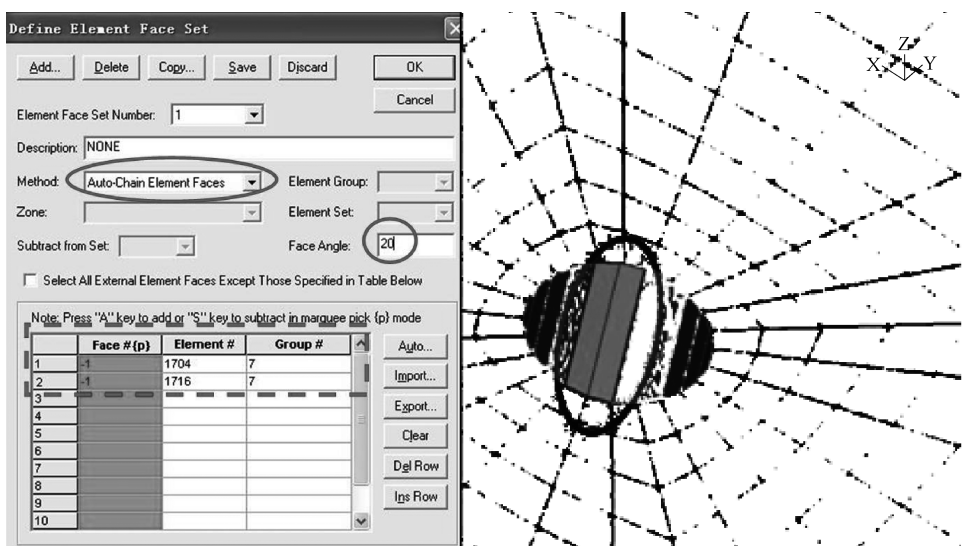 Define Element Face Set
Add... Delete Copy... Save Discard OK
Cancel
Element Face Set Number: 1
Description: NONE
Method: Auto-Chain Element Faces Element Group:
Zone: Element Set:
Subtract from Set: Face Angle: 20
Select All External Element Faces Except Those Specified in Table Below
Note: Press "A" key to add or "S" key to subtract in marquee pick {p} mode
Face #{p} Element # Group #
1 -1 1704 7
2 -1 1716 7
3
4
5
6
7
8
9
10
Auto...
Import...
Export...
Clear
Del Row
Ins Row
Z
X Y